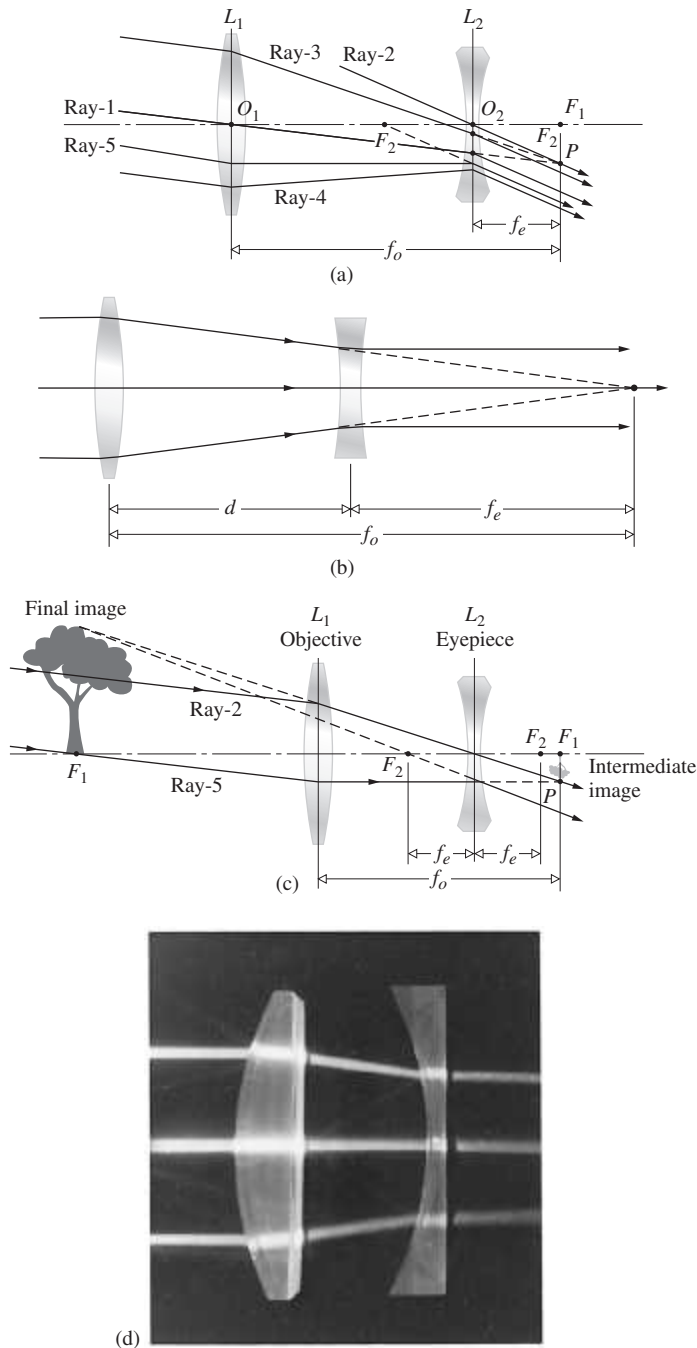 L1 L2
Ray-3 Ray-2
Ray-1 O1 O2 F1
F2 F2 P
Ray-5
Ray-4
fe
fo
(a)
d fe
fo
(b)
Final image L1 L2
Objective Eyepiece
Ray-2
F1 F2 F2 F1
Ray-5 P Intermediate
image
fe fe
fo
(c)
(d)